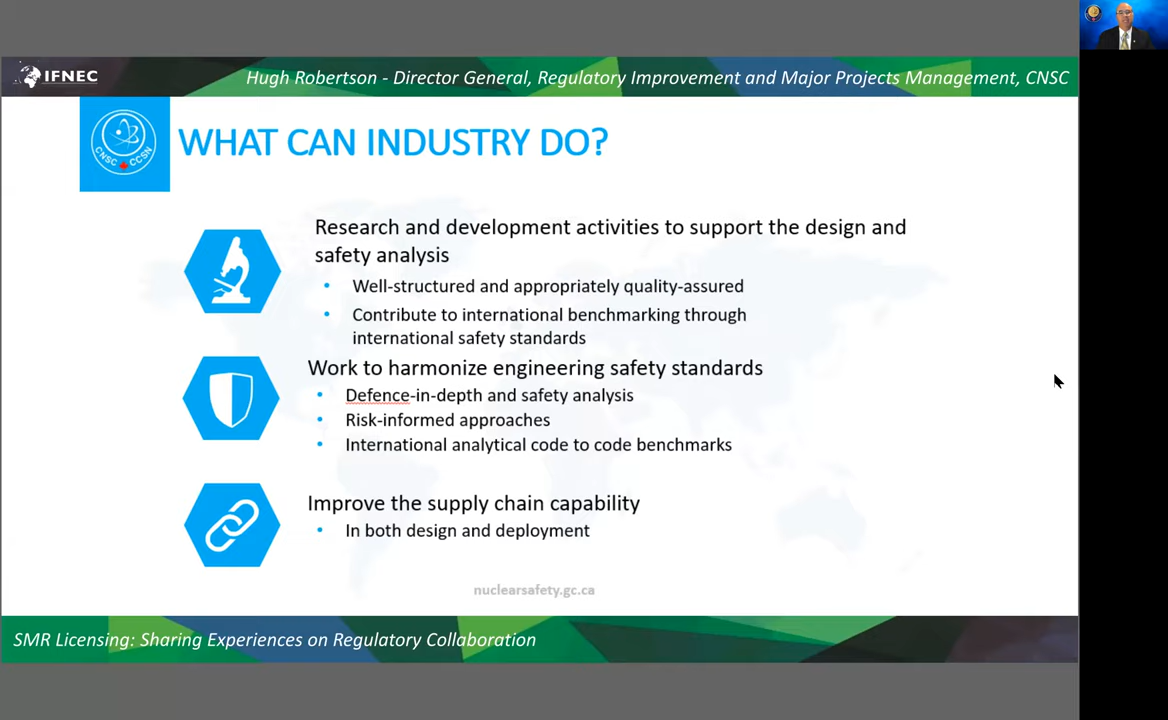 IFNEC
Hugh Robertson - Director General, Regulatory Improvement and Major Projects Management, CNSC
CNSC CCSN
WHAT CAN INDUSTRY DO?
Research and development activities to support the design and
safety analysis
• Well-structured and appropriately quality-assured
• Contribute to international benchmarking through
international safety standards
Work to harmonize engineering safety standards
• Defence-in-depth and safety analysis
• Risk-informed approaches
• International analytical code to code benchmarks
Improve the supply chain capability
• In both design and deployment
nuclearsafety.gc.ca
SMR Licensing: Sharing Experiences on Regulatory Collaboration